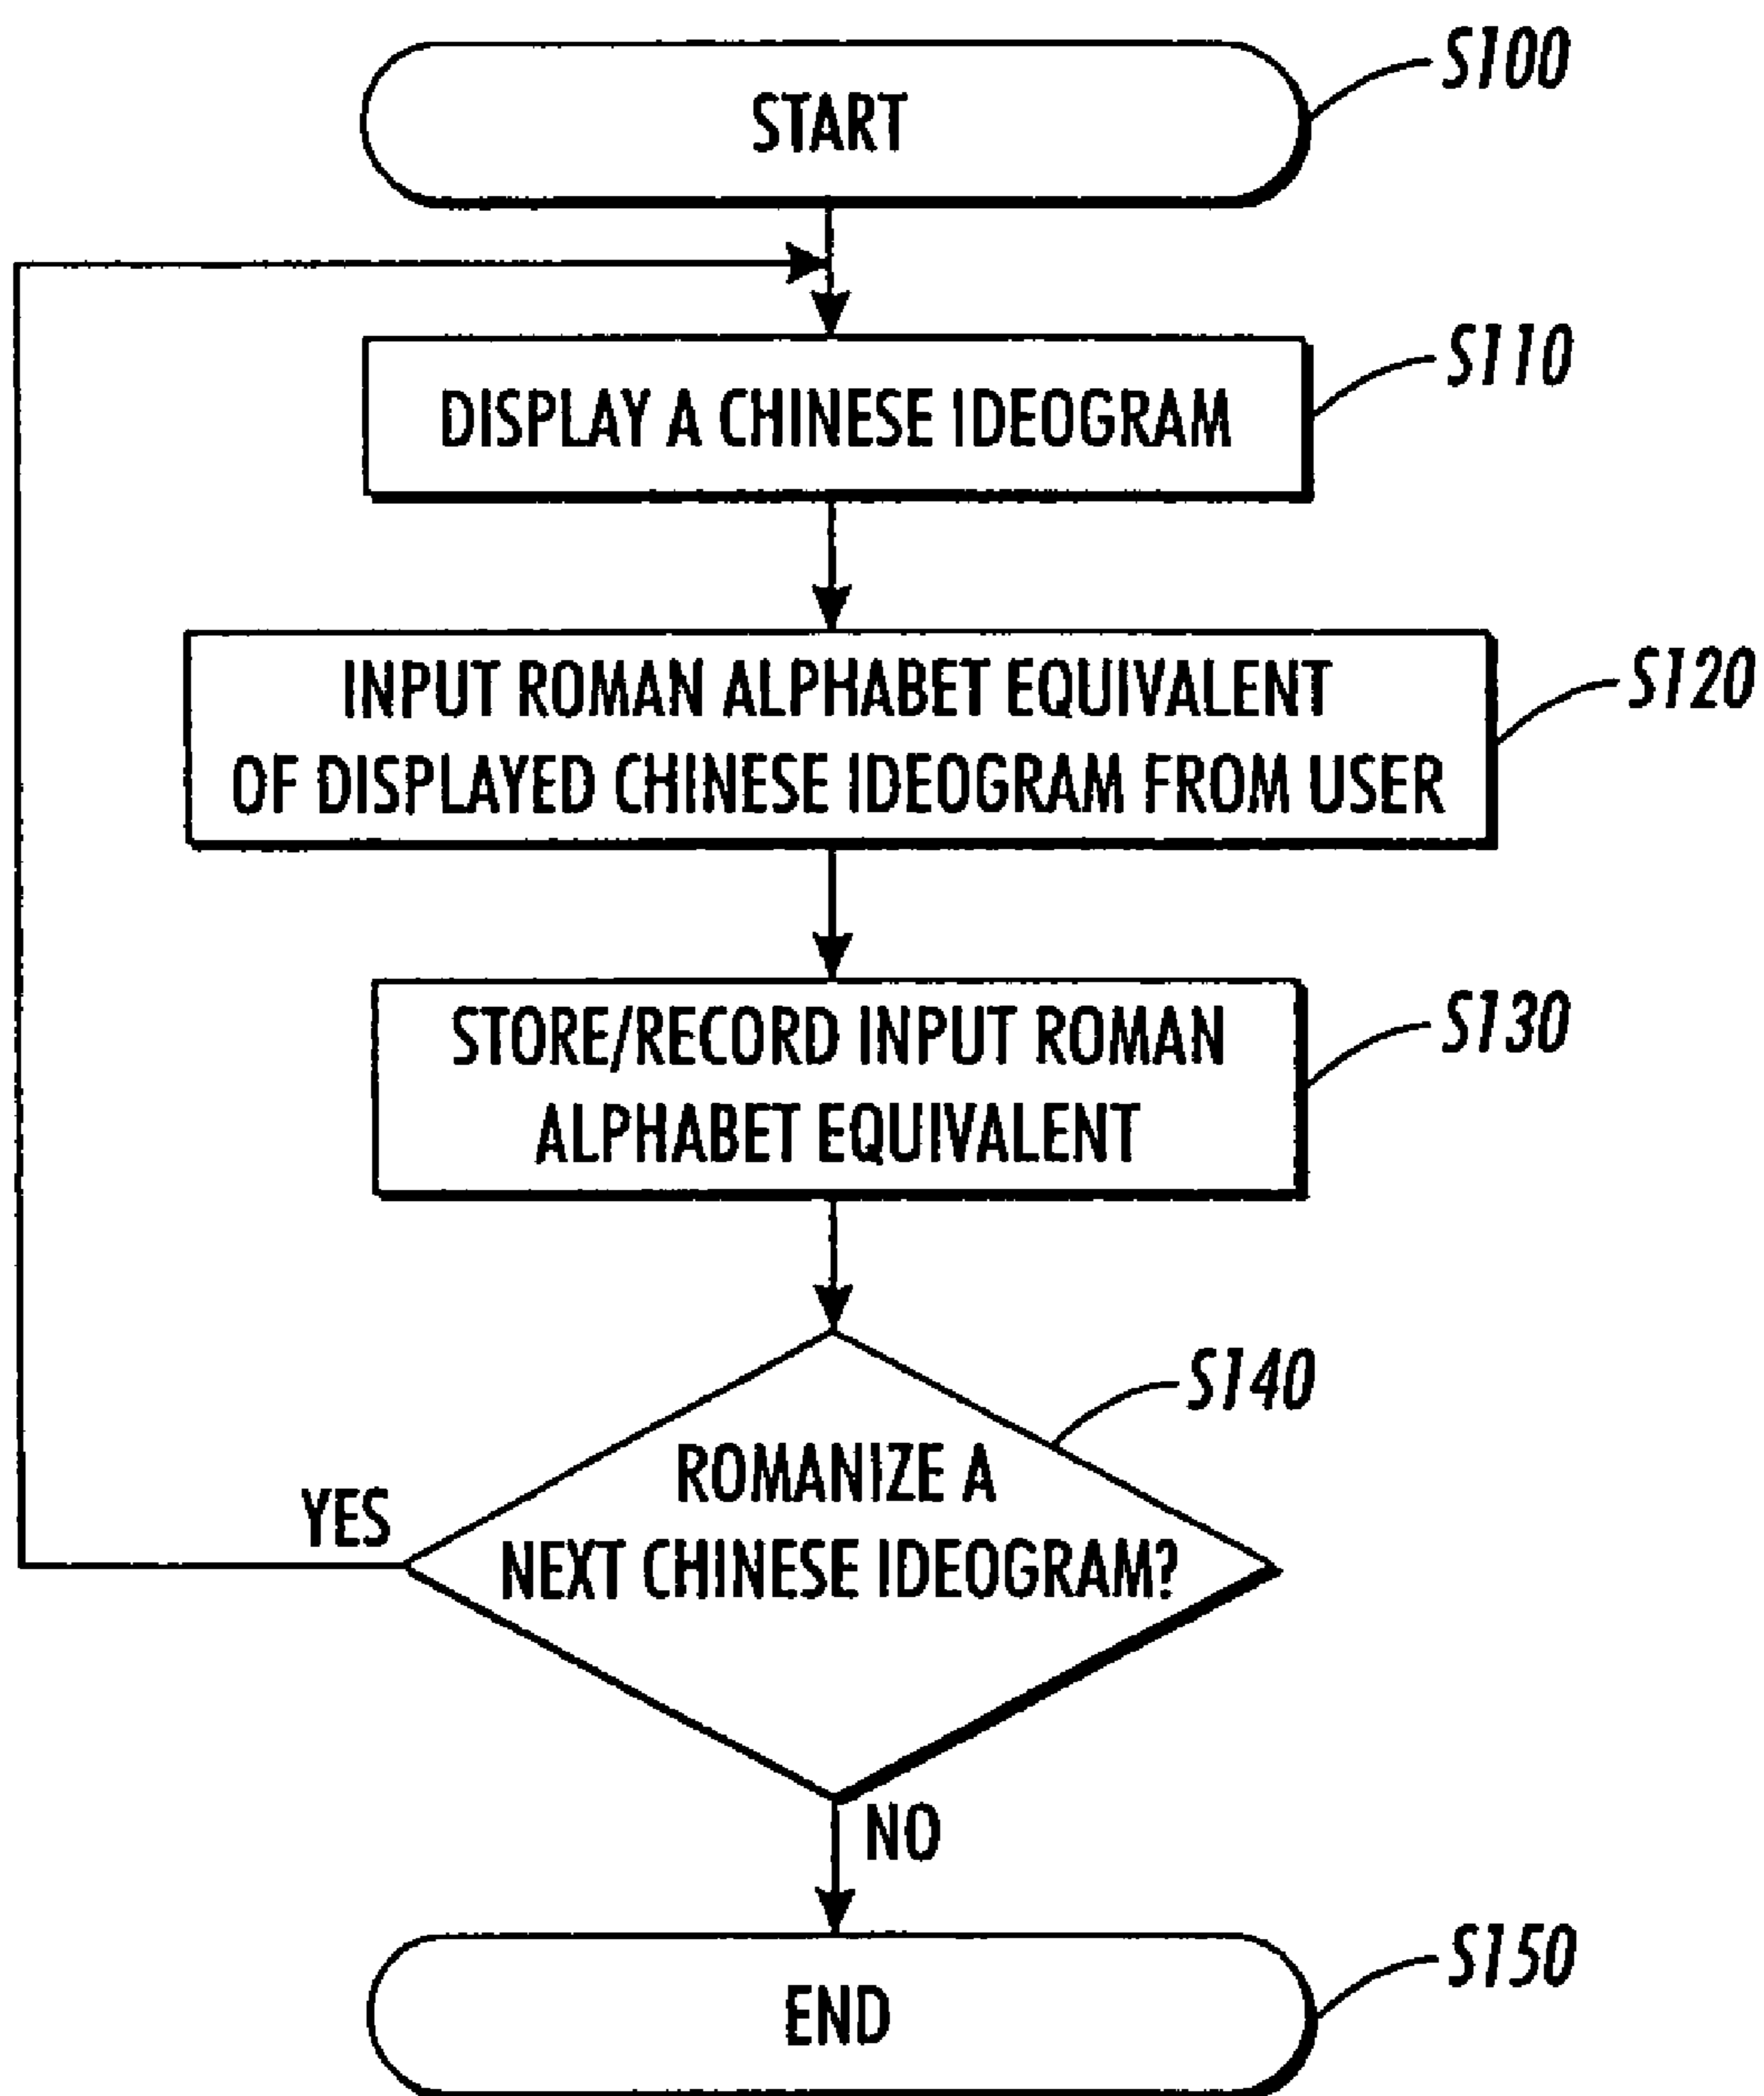 START
S100
DISPLAY A CHINESE IDEOGRAM
S110
INPUT ROMAN ALPHABET EQUIVALENT
OF DISPLAYED CHINESE IDEOGRAM FROM USER
S120
STORE/RECORD INPUT ROMAN
ALPHABET EQUIVALENT
S130
S140
ROMANIZE A
NEXT CHINESE IDEOGRAM?
YES
NO
END
S150